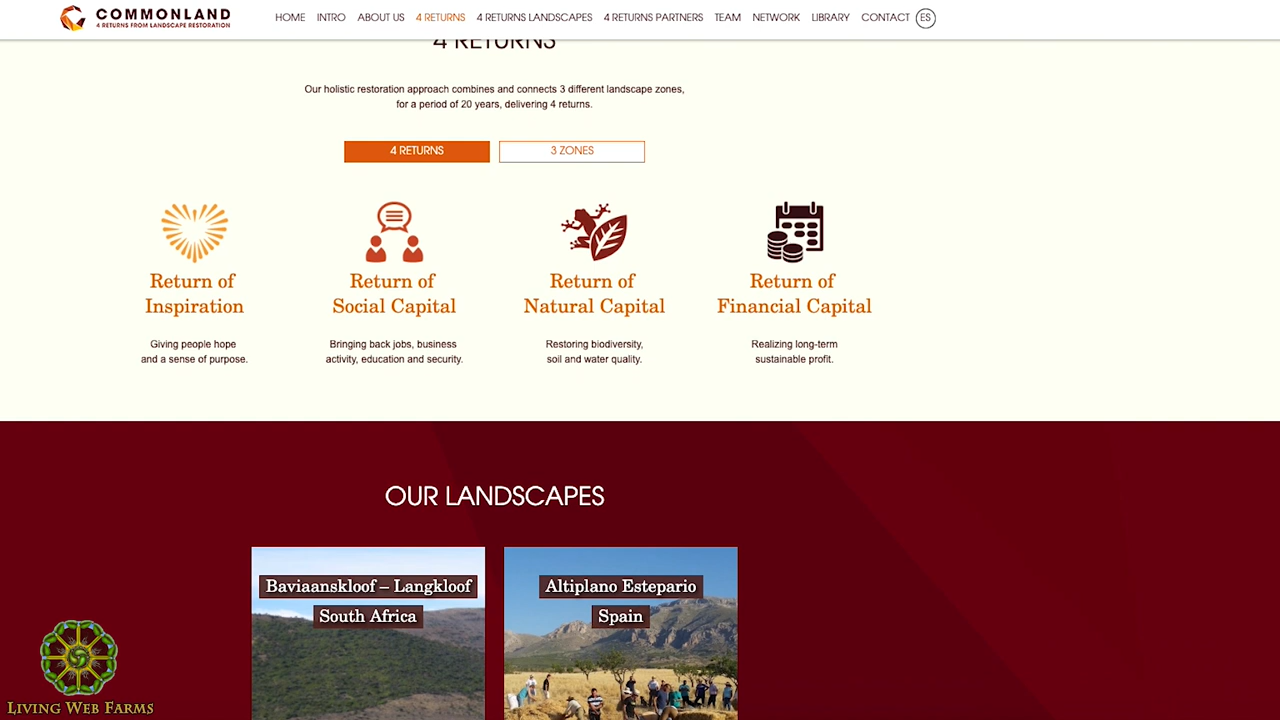 COMMONLAND
4 RETURNS FROM LANDSCAPE RESTORATION
HOME INTRO ABOUT US 4 RETURNS 4 RETURNS LANDSCAPES 4 RETURNS PARTNERS TEAM NETWORK LIBRARY CONTACT ES
4 RETURNS
Our holistic restoration approach combines and connects 3 different landscape zones,
for a period of 20 years, delivering 4 returns.
4 RETURNS
3 ZONES
Return of
Inspiration
Giving people hope
and a sense of purpose.
Return of
Social Capital
Bringing back jobs, business
activity, education and security.
Return of
Natural Capital
Restoring biodiversity,
soil and water quality.
Return of
Financial Capital
Realizing long-term
sustainable profit.
OUR LANDSCAPES
Baviaanskloof – Langkloof
South Africa
Altiplano Estepario
Spain
LIVING WEB FARMS